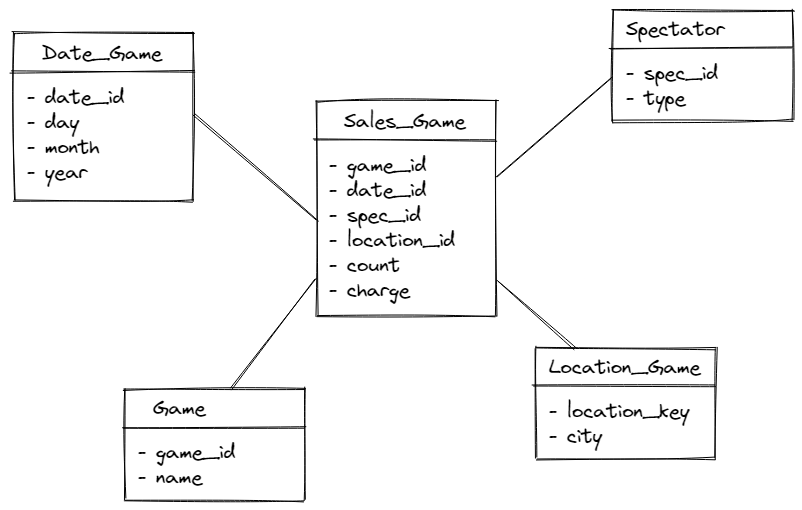 Date_Game
- date_id
- day
- month
- year
Spectator
- spec_id
- type
Sales_Game
- game_id
- date_id
- spec_id
- location_id
- count
- charge
Game
- game_id
- name
Location_Game
- location_key
- city